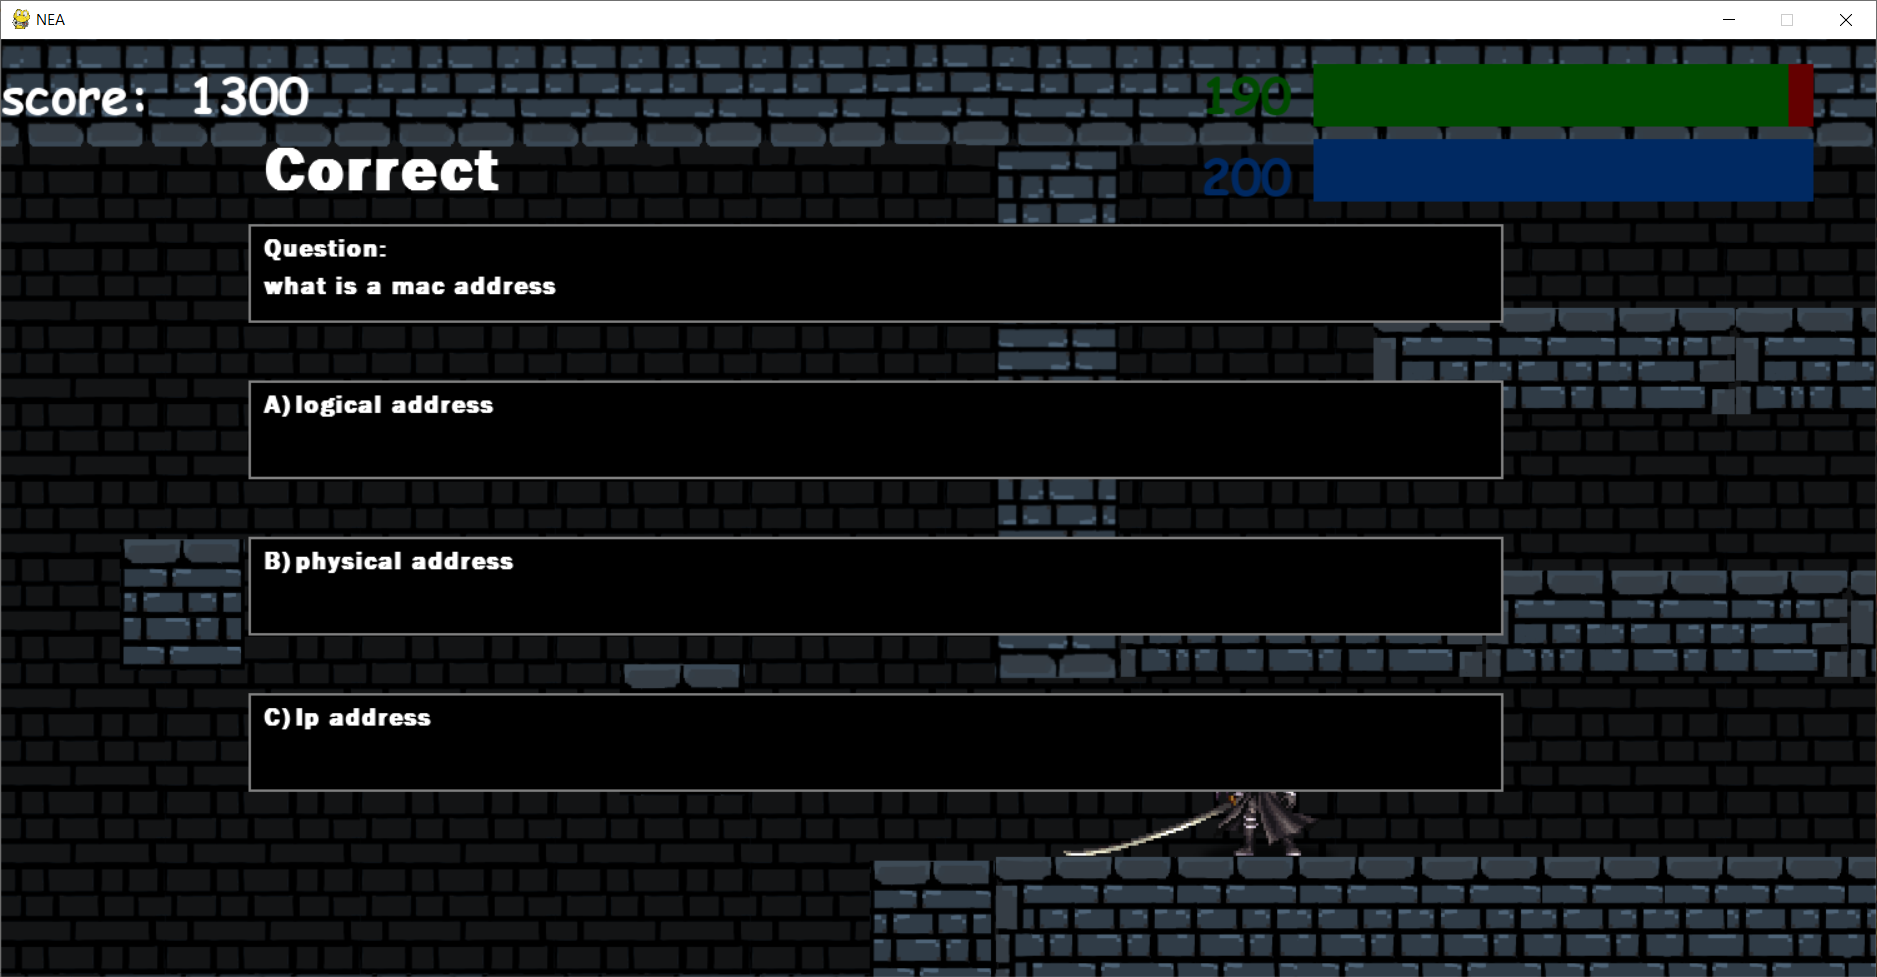 NEA
score: 1300
190
Correct
200
Question:
what is a mac address
A) logical address
B) physical address
C) Ip address